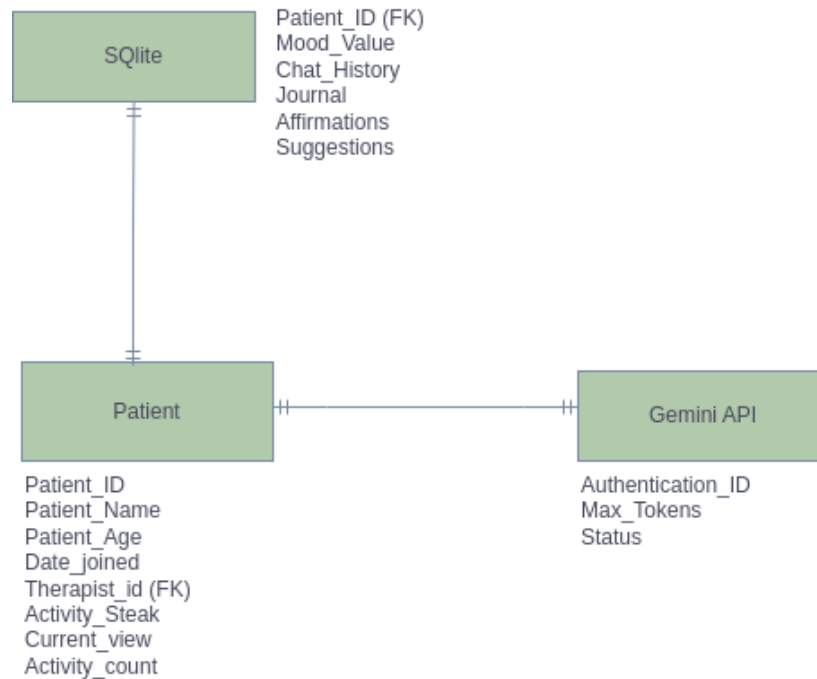 SQlite
Patient_ID (FK)
Mood_Value
Chat_History
Journal
Affirmations
Suggestions
Patient
Patient_ID
Patient_Name
Patient_Age
Date_joined
Therapist_id (FK)
Activity_Steak
Current_view
Activity_count
Gemini API
Authentication_ID
Max_Tokens
Status